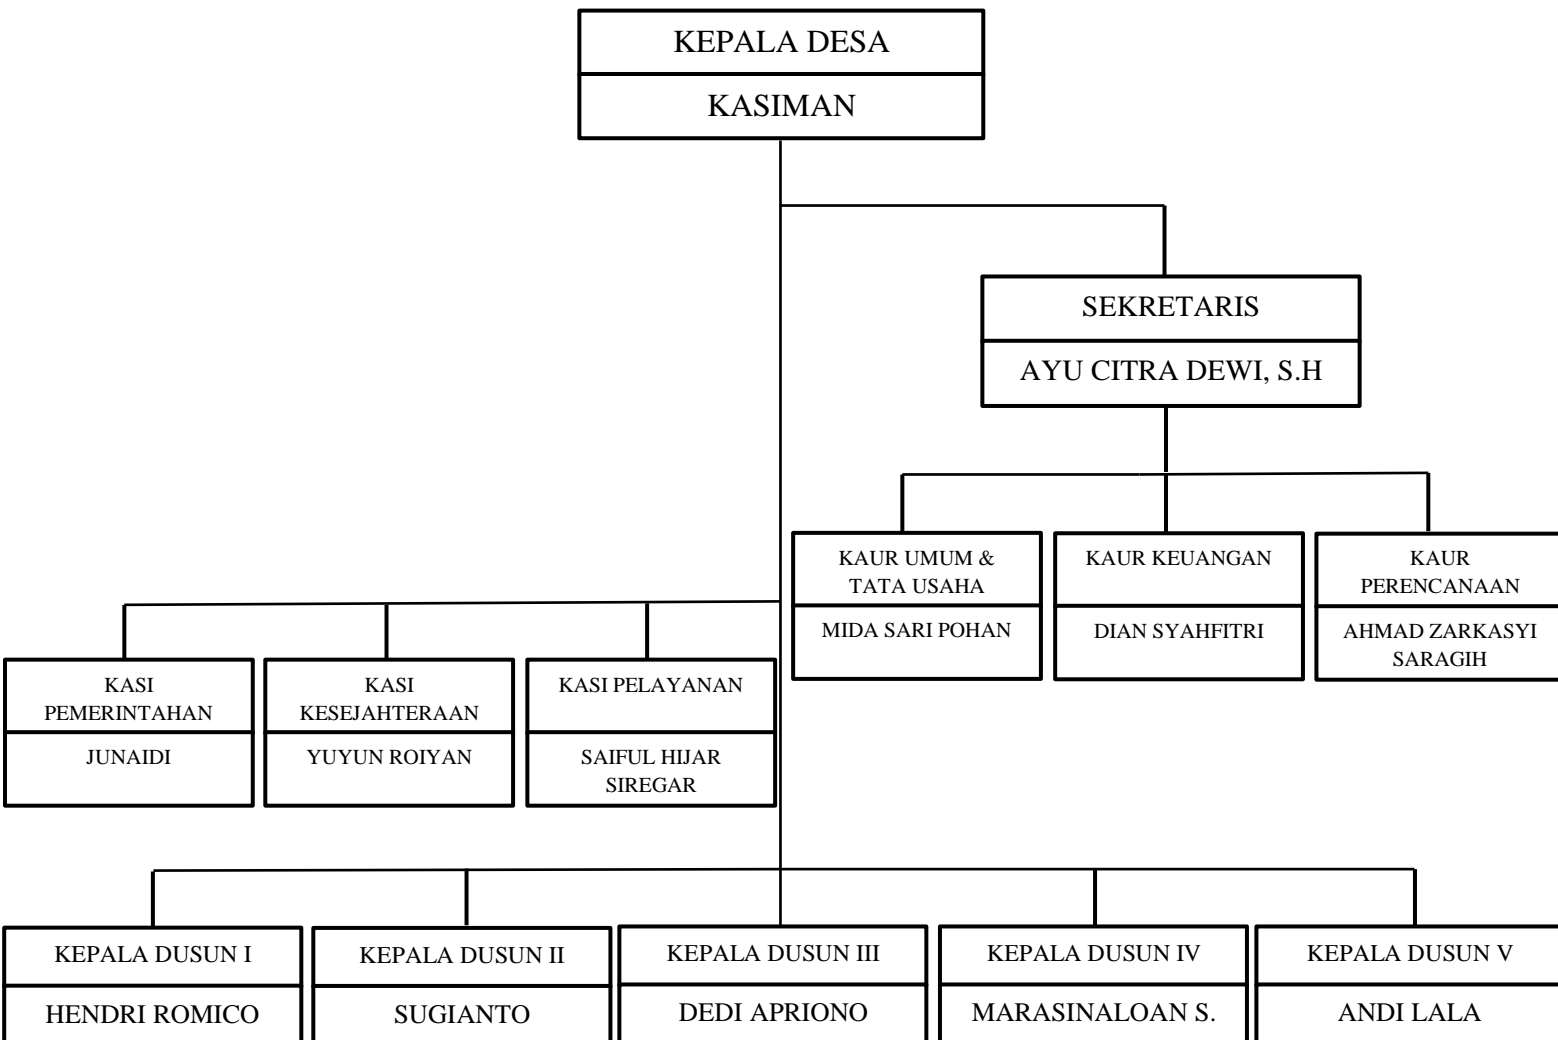 KEPALA DESA
KASIMAN
SEKRETARIS
AYU CITRA DEWI, S.H
KAUR UMUM &
TATA USAHA
MIDA SARI POHAN
KAUR KEUANGAN
DIAN SYAHFITRI
KAUR
PERENCANAAN
AHMAD ZARKASYI
SARAGIH
KASI
PEMERINTAHAN
JUNAIDI
KASI
KESEJAHTERAAN
YUYUN ROIYAN
KASI PELAYANAN
SAIFUL HIJAR
SIREGAR
KEPALA DUSUN I
HENDRI ROMICO
KEPALA DUSUN II
SUGIANTO
KEPALA DUSUN III
DEDI APRIONO
KEPALA DUSUN IV
MARASINALOAN S.
KEPALA DUSUN V
ANDI LALA